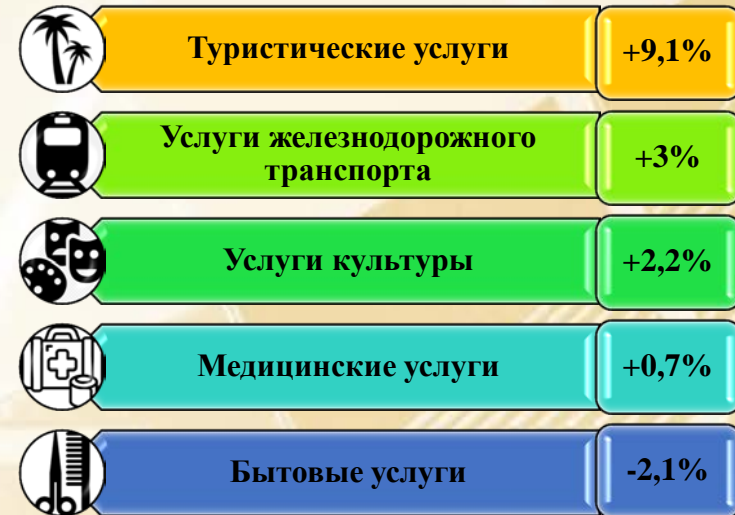 Туристические услуги
+9,1%
Услуги железнодорожного
транспорта
+3%
Услуги культуры
+2,2%
Медицинские услуги
+0,7%
Бытовые услуги
-2,1%